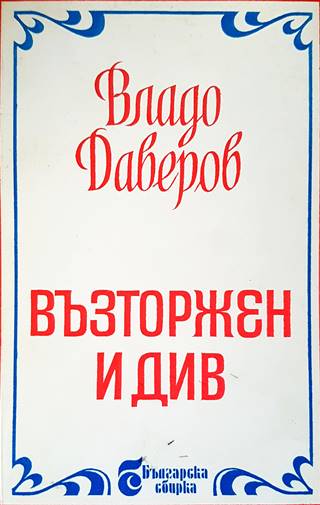 Владо
Даверов
ВЪЗТОРЖЕН
И ДИВ
Българска
сбирка